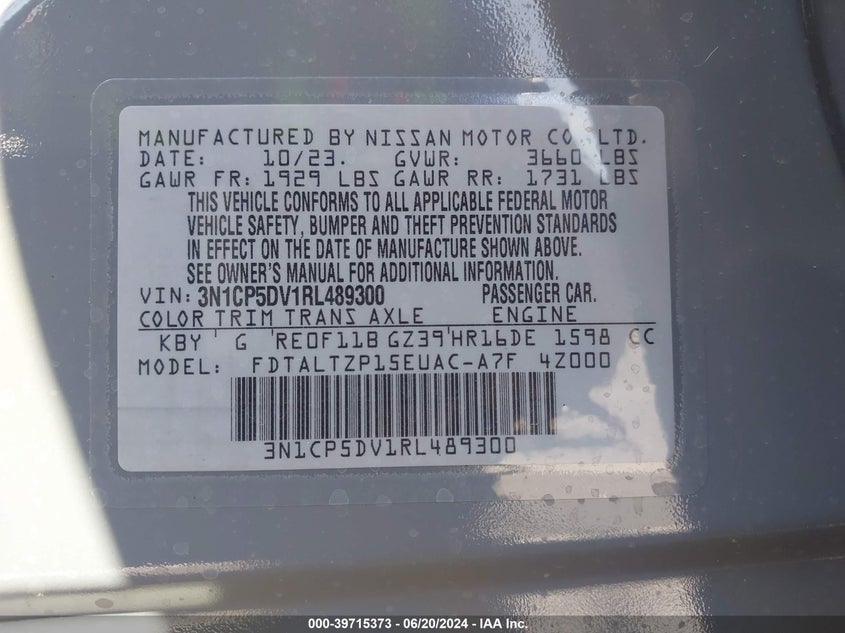 MANUFACTURED BY NISSAN MOTOR CO. LTD.
DATE: 10/23. GVWR: 3660 LBS
GAWR FR: 1929 LBS GAWR RR: 1731 LBS
THIS VEHICLE CONFORMS TO ALL APPLICABLE FEDERAL MOTOR
VEHICLE SAFETY, BUMPER AND THEFT PREVENTION STANDARDS
IN EFFECT ON THE DATE OF MANUFACTURE SHOWN ABOVE.
SEE OWNER'S MANUAL FOR ADDITIONAL INFORMATION.
VIN: 3N1CP5DV1RL489300 PASSENGER CAR.
COLOR TRIM TRANS AXLE ENGINE
KBY G RE0F11B GZ39 HR16DE 1598 CC
MODEL: FDTALTZP15EUAC-A7F 4Z000
3N1CP5DV1RL489300
000-39715373 - 06/20/2024 - © IAA Inc.